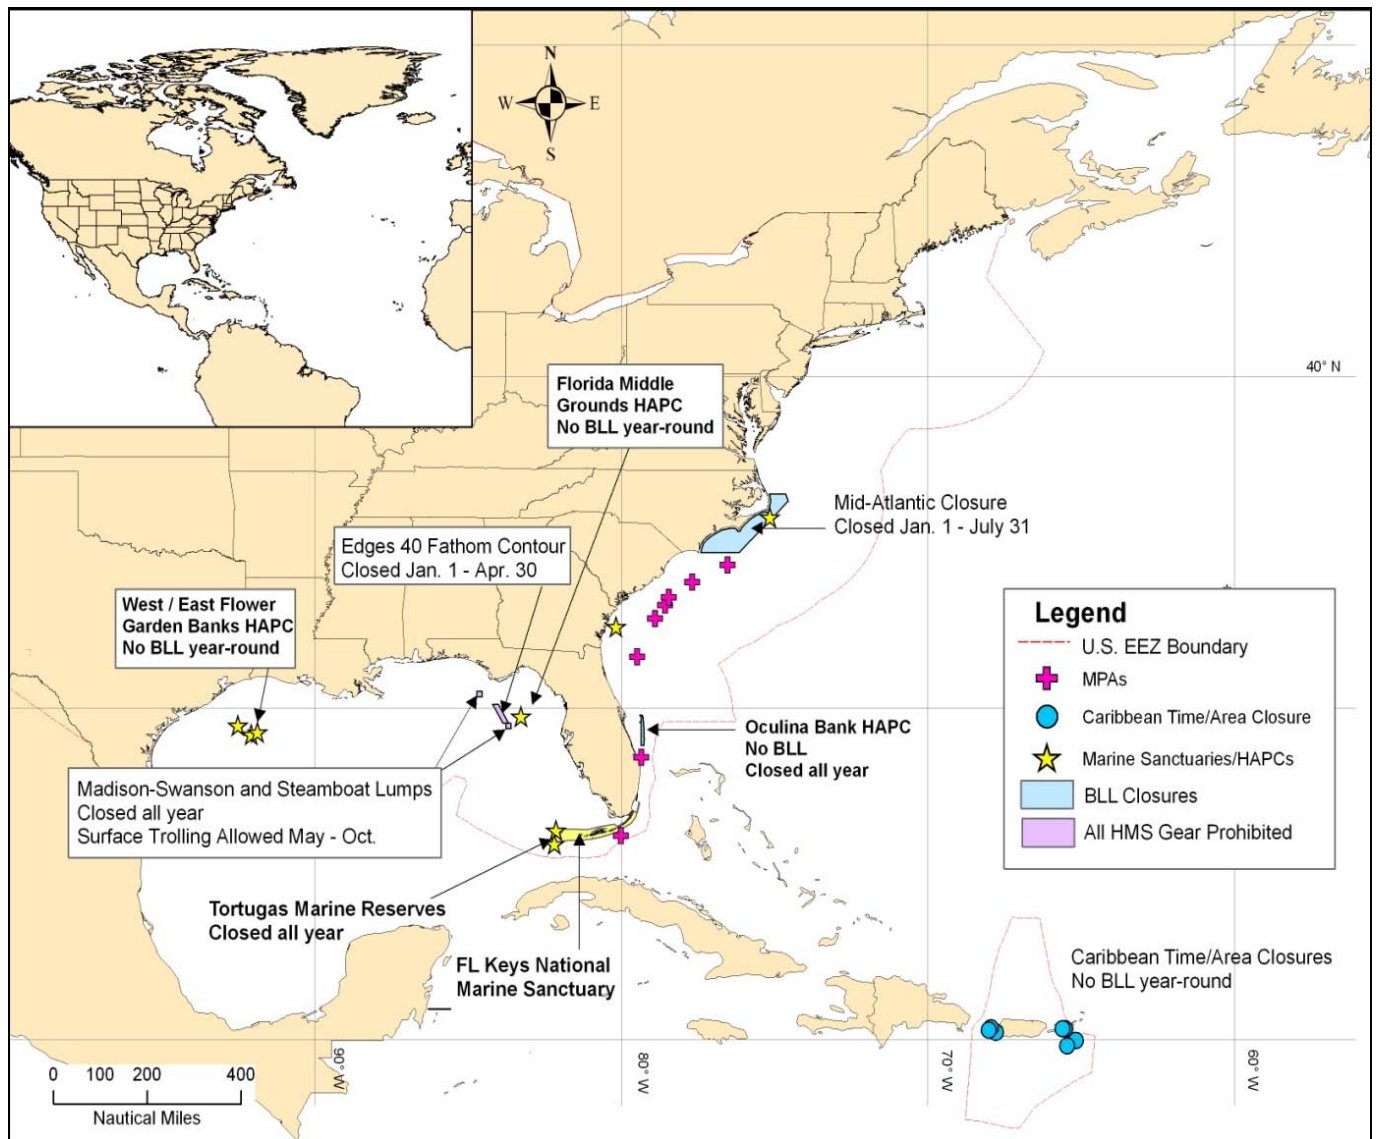 N
W E
S
40° N
Florida Middle
Grounds HAPC
No BLL year-round
Mid-Atlantic Closure
Closed Jan. 1 - July 31
Edges 40 Fathom Contour
Closed Jan. 1 - Apr. 30
West / East Flower
Garden Banks HAPC
No BLL year-round
Legend
U.S. EEZ Boundary
MPAs
Caribbean Time/Area Closure
Marine Sanctuaries/HAPCs
BLL Closures
All HMS Gear Prohibited
Oculina Bank HAPC
No BLL
Closed all year
Madison-Swanson and Steamboat Lumps
Closed all year
Surface Trolling Allowed May - Oct.
Tortugas Marine Reserves
Closed all year
FL Keys National
Marine Sanctuary
Caribbean Time/Area Closures
No BLL year-round
90° W
80° W
70° W
60° W
0 100 200 400
Nautical Miles